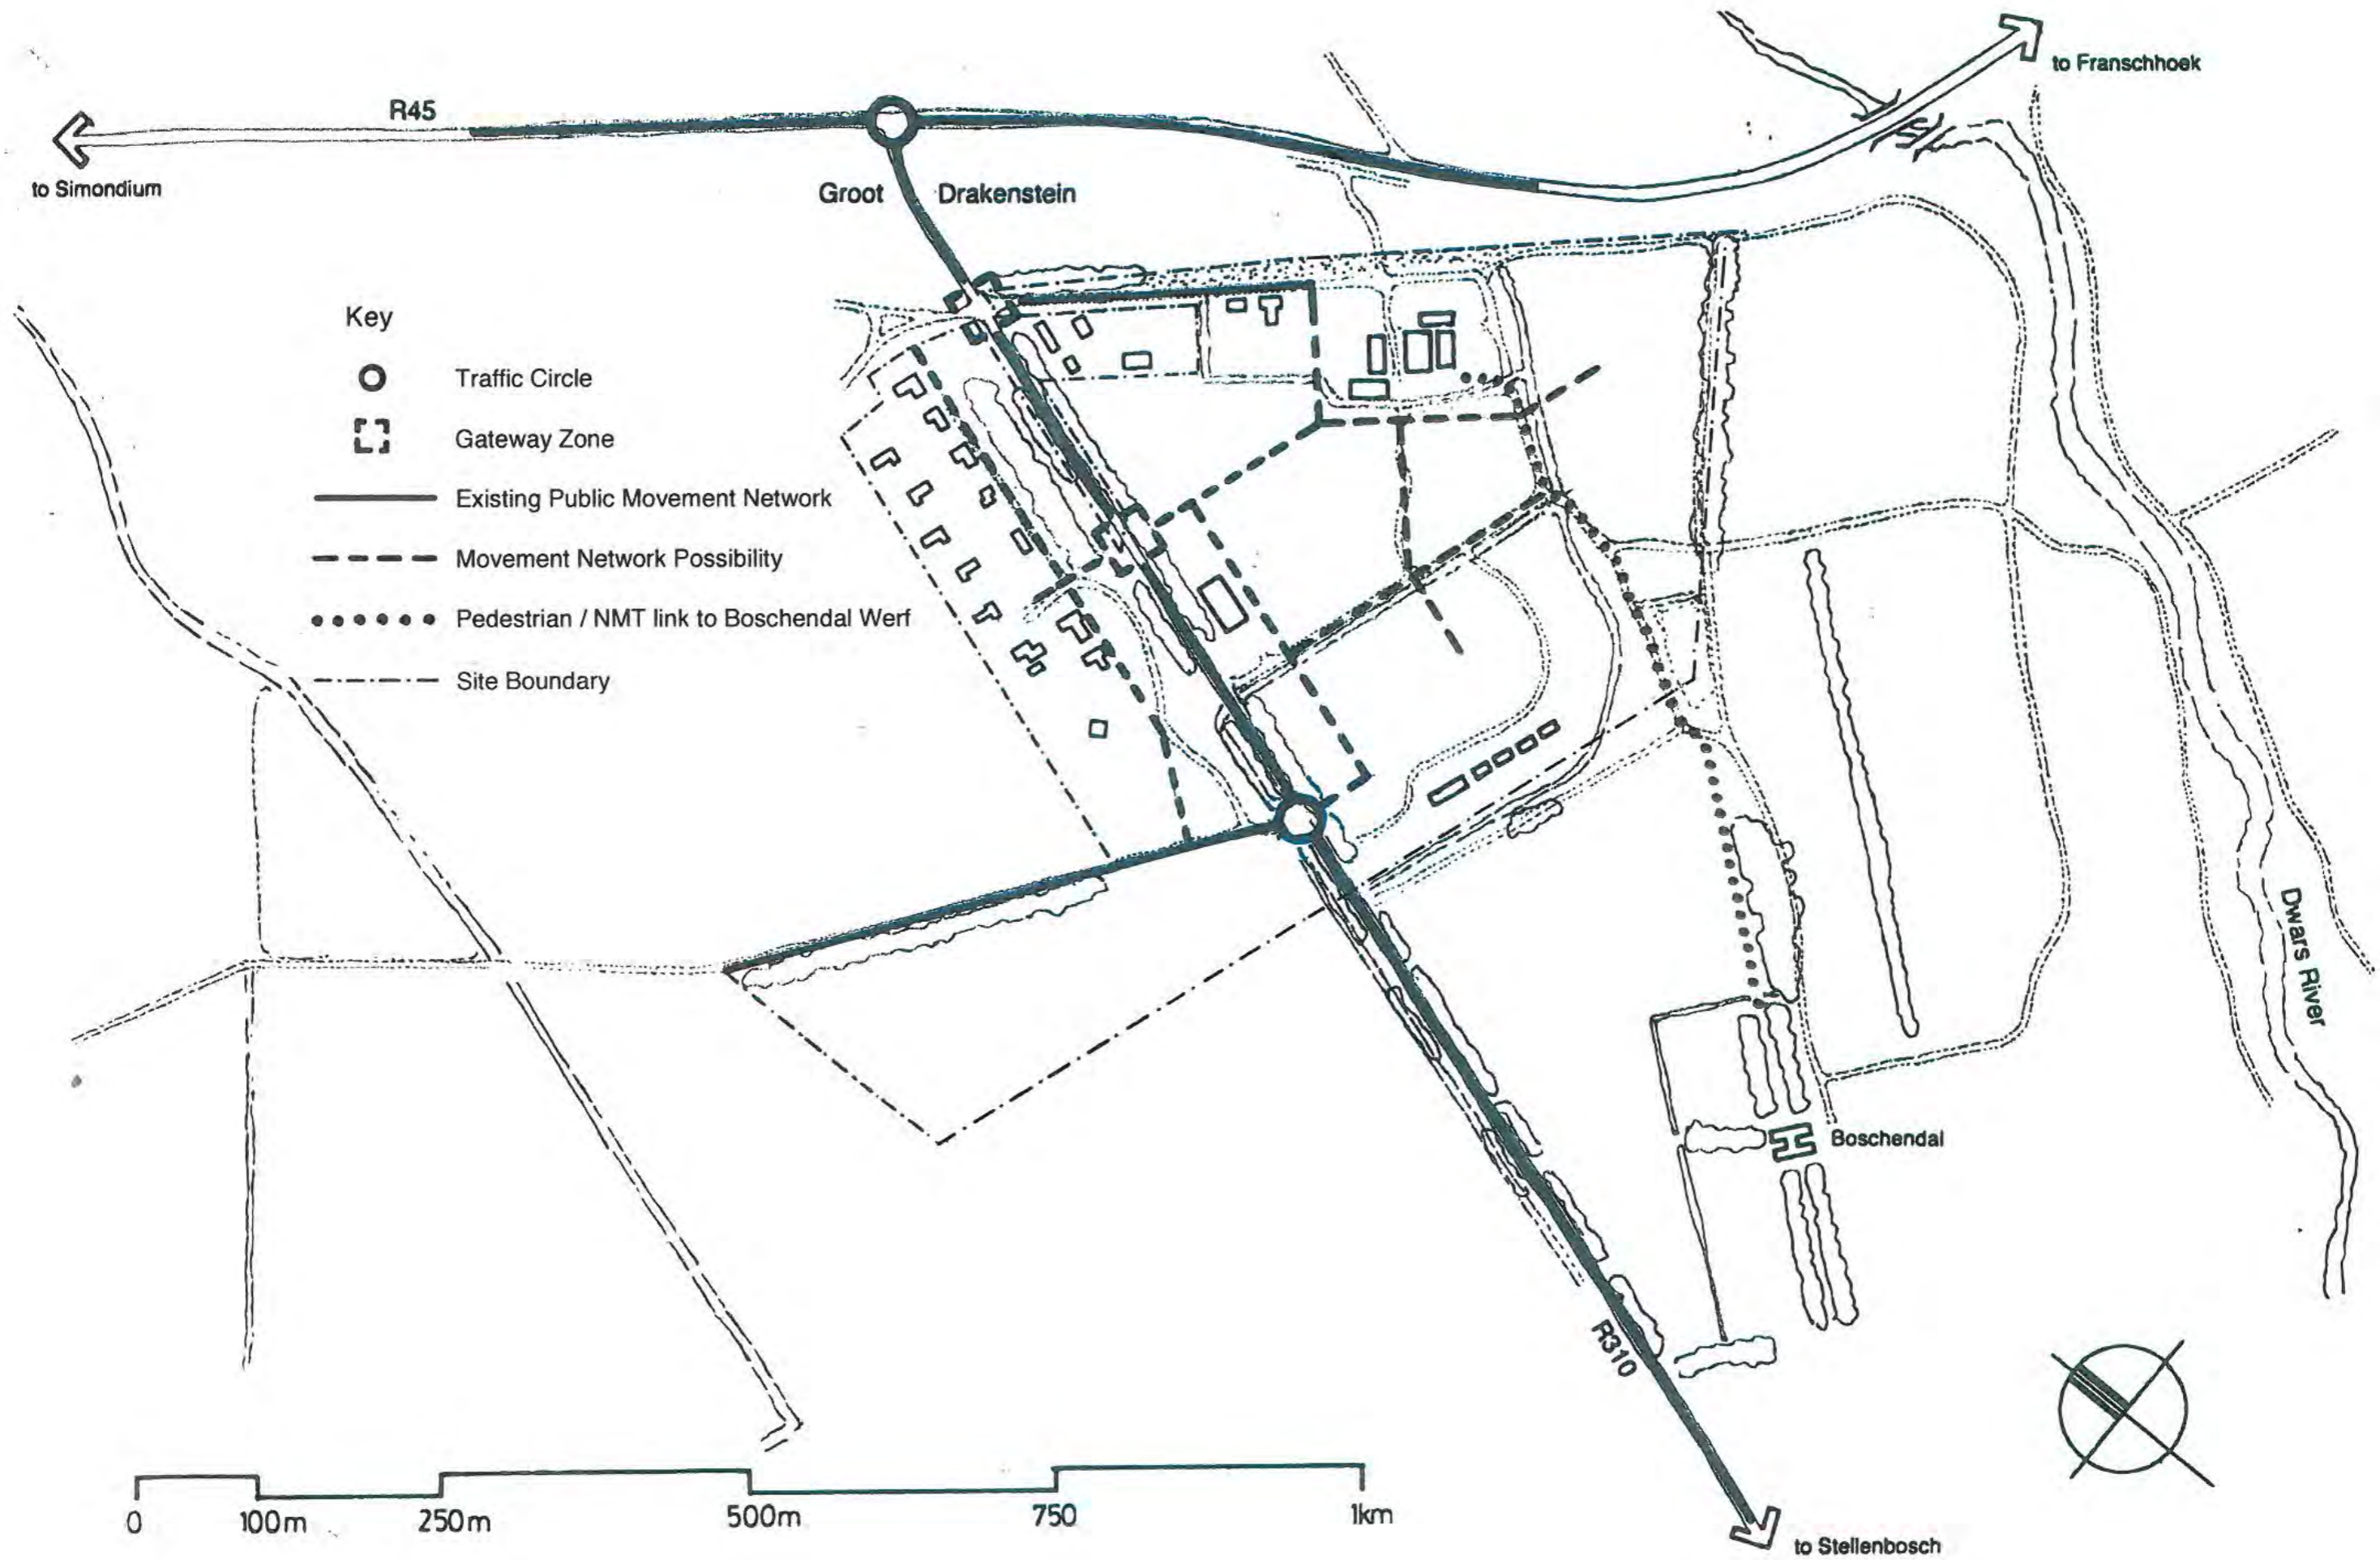 to Franschhoek
R45
to Simondium
Groot Drakenstein
Key
Traffic Circle
Gateway Zone
Existing Public Movement Network
Movement Network Possibility
Pedestrian / NMT link to Boschendal Werf
Site Boundary
Dwars River
Boschendal
R310
0 100m 250m 500m 750 1km
to Stellenbosch